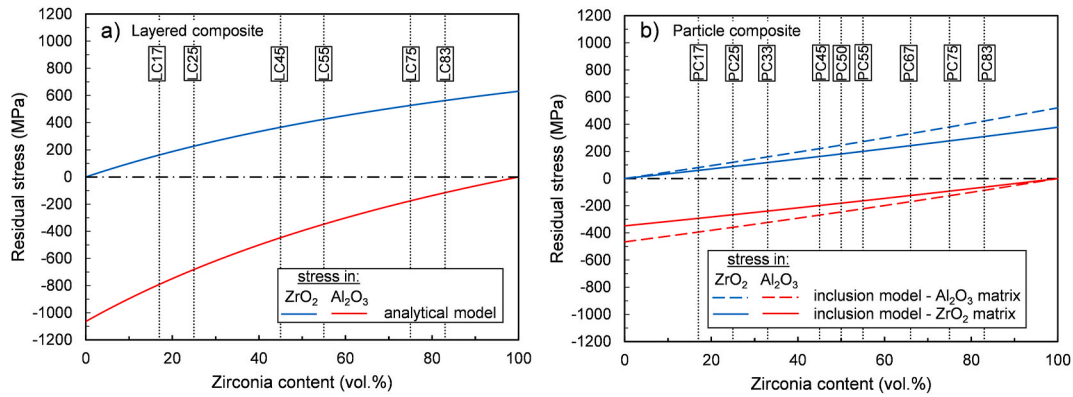 a) Layered composite
1200
1000
800
600
400
200
0
-200
-400
-600
-800
-1000
-1200
Residual stress (MPa)
LC17
LC25
LC45
LC55
LC75
LC83
stress in:
ZrO₂ Al₂O₃
analytical model
0 20 40 60 80 100
Zirconia content (vol.%)
b) Particle composite
1200
1000
800
600
400
200
0
-200
-400
-600
-800
-1000
-1200
Residual stress (MPa)
PC17
PC25
PC33
PC45
PC50
PC55
PC67
PC75
PC83
stress in:
ZrO₂ Al₂O₃
inclusion model - Al₂O₃ matrix
inclusion model - ZrO₂ matrix
0 20 40 60 80 100
Zirconia content (vol.%)